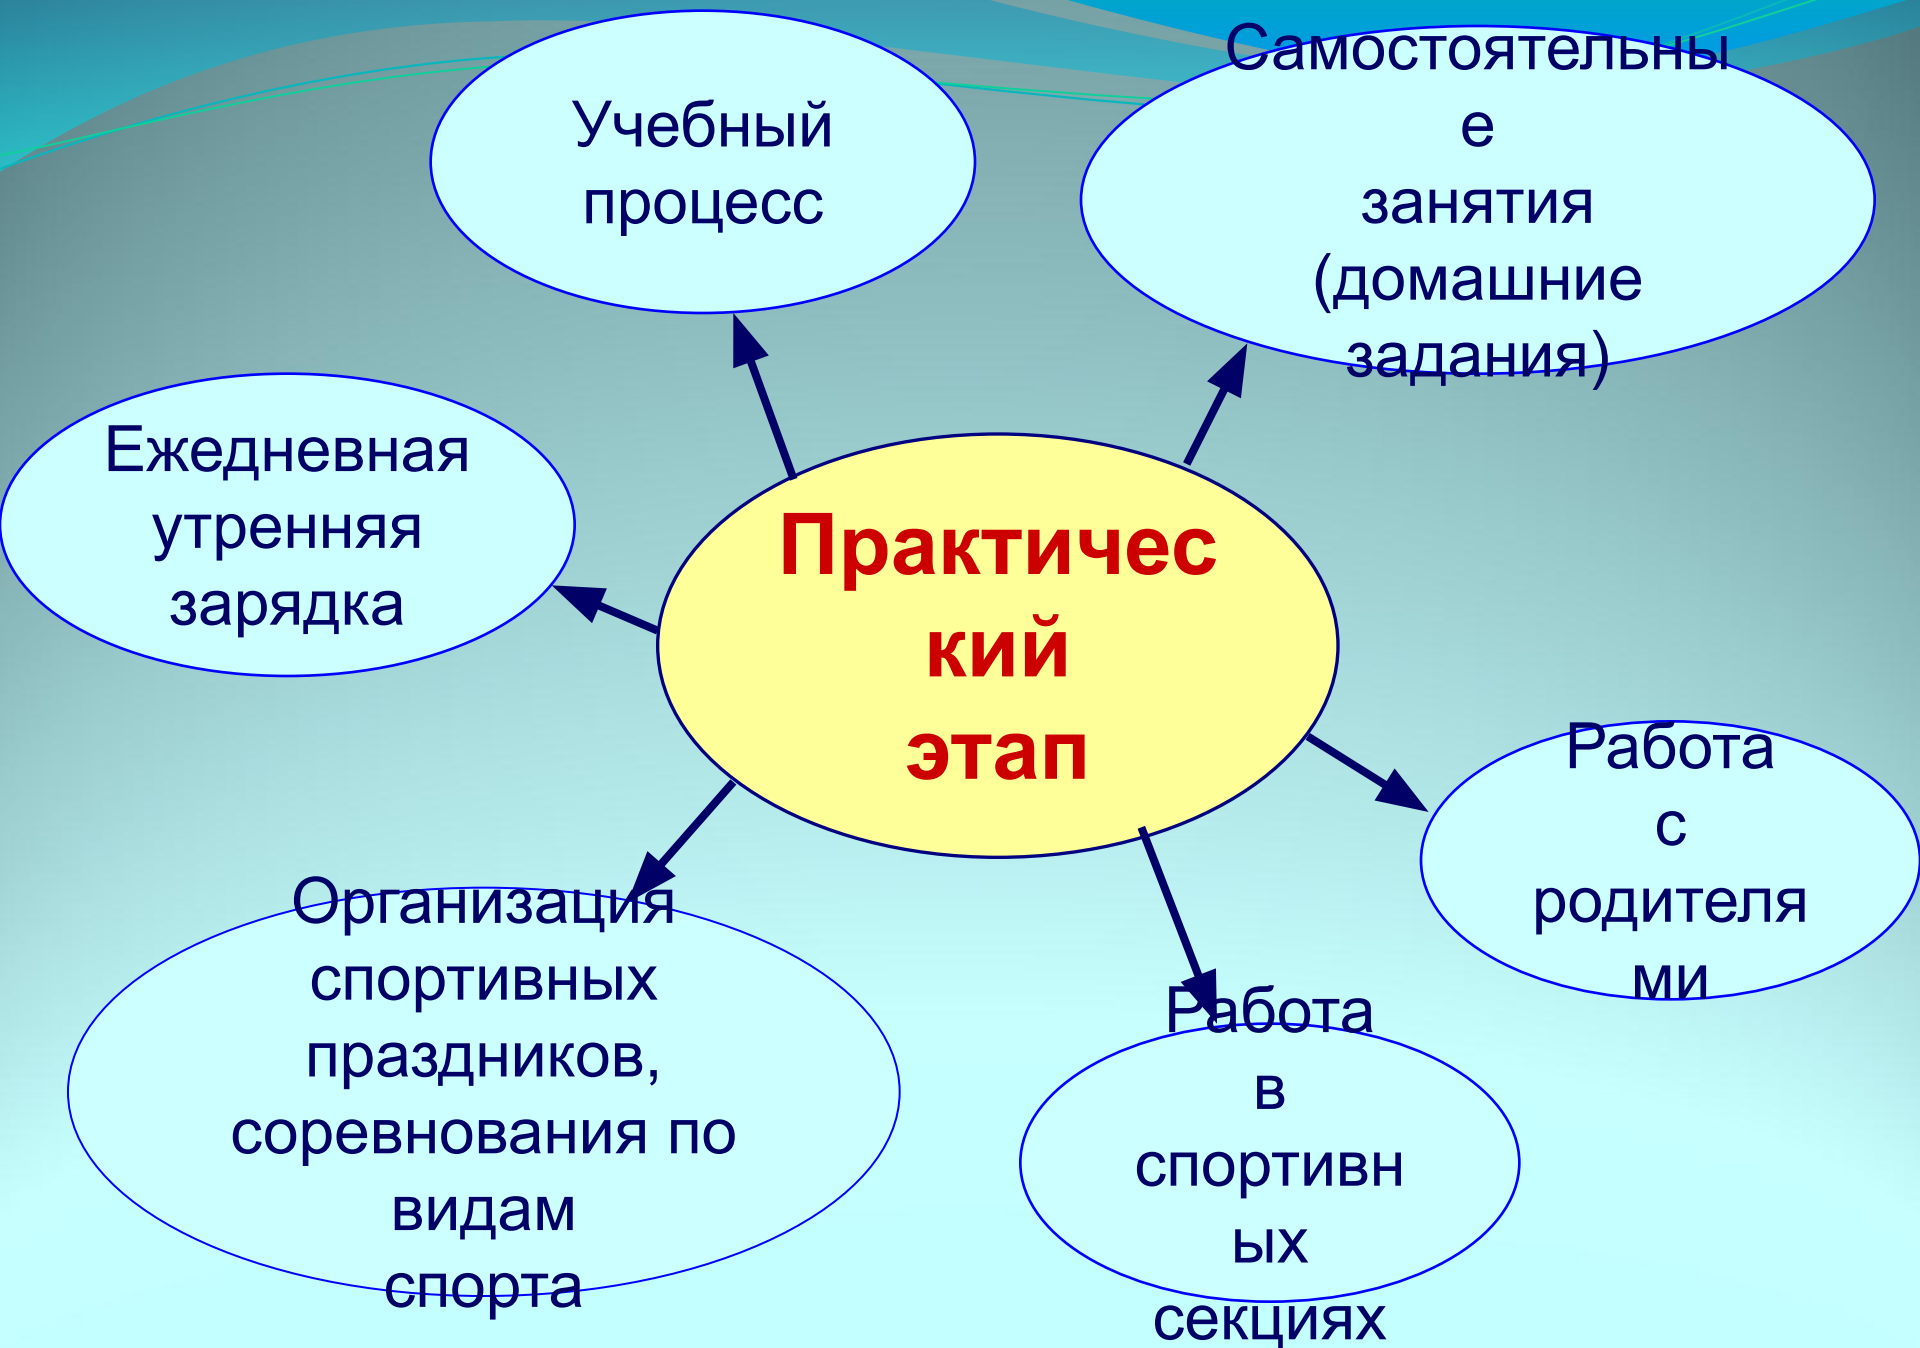 Учебный
процесс
Самостоятельны
е
занятия
(домашние
задания)
Ежедневная
утренняя
зарядка
Практичес
кий
этап
Работа
с
родителя
ми
Организация
спортивных
праздников,
соревнования по
видам
спорта
Работа
в
спортивн
ых
секциях